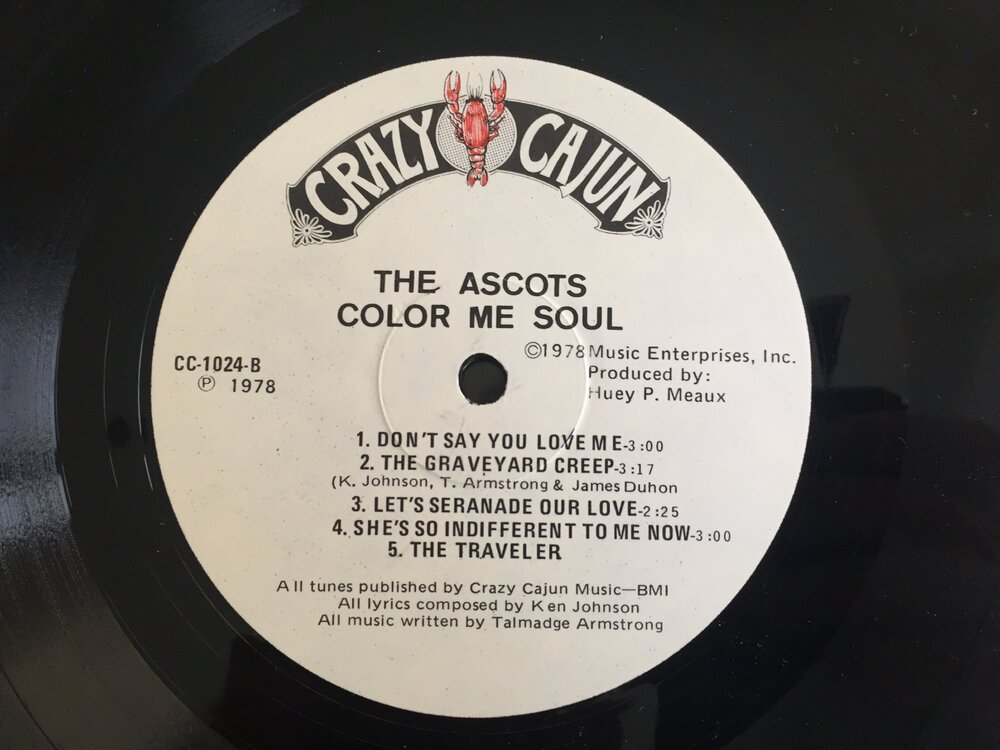 CRAZY CAJUN
THE ASCOTS
COLOR ME SOUL
CC-1024-B
℗ 1978
©1978 Music Enterprises, Inc.
Produced by:
Huey P. Meaux
1. DON'T SAY YOU LOVE ME-3:00
2. THE GRAVEYARD CREEP-3:17
(K. Johnson, T. Armstrong & James Duhon
3. LET'S SERANADE OUR LOVE-2:25
4. SHE'S SO INDIFFERENT TO ME NOW-3:00
5. THE TRAVELER
All tunes published by Crazy Cajun Music—BMI
All lyrics composed by Ken Johnson
All music written by Talmadge Armstrong